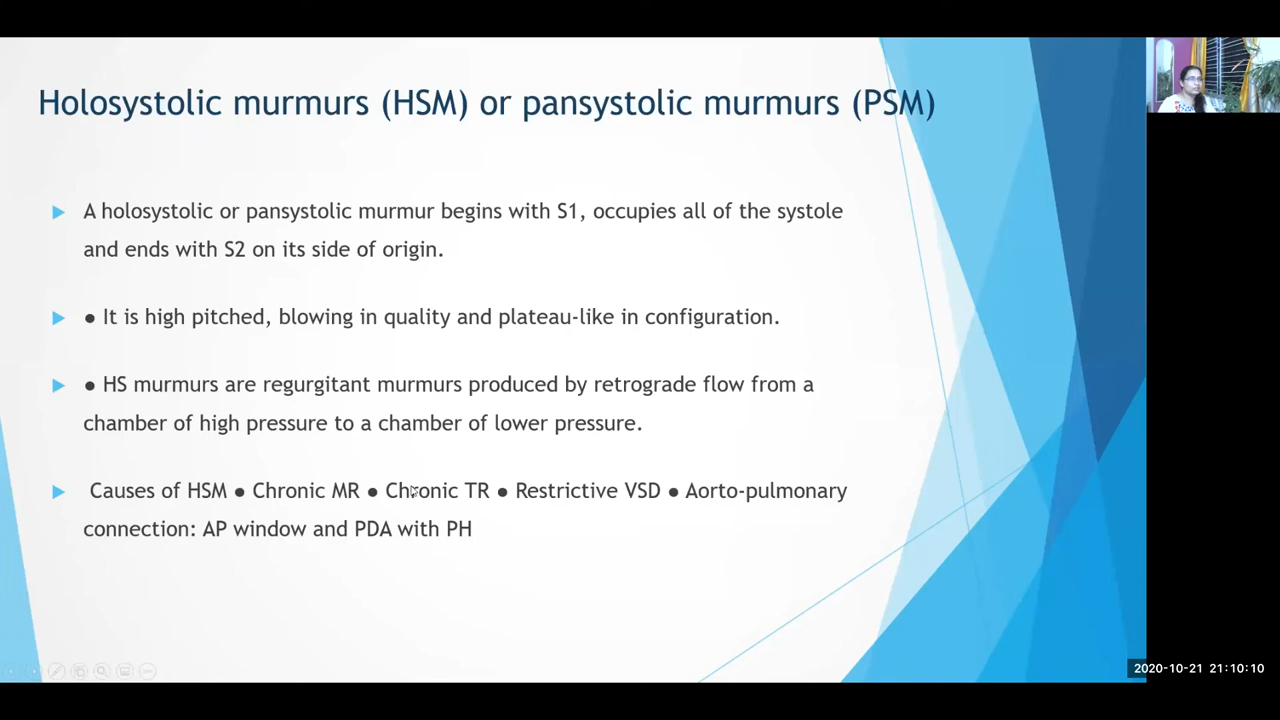 Holosystolic murmurs (HSM) or pansystolic murmurs (PSM)
A holosystolic or pansystolic murmur begins with S1, occupies all of the systole
and ends with S2 on its side of origin.
● It is high pitched, blowing in quality and plateau-like in configuration.
● HS murmurs are regurgitant murmurs produced by retrograde flow from a
chamber of high pressure to a chamber of lower pressure.
Causes of HSM ● Chronic MR ● Chronic TR ● Restrictive VSD ● Aorto-pulmonary
connection: AP window and PDA with PH
2020-10-21 21:10:10